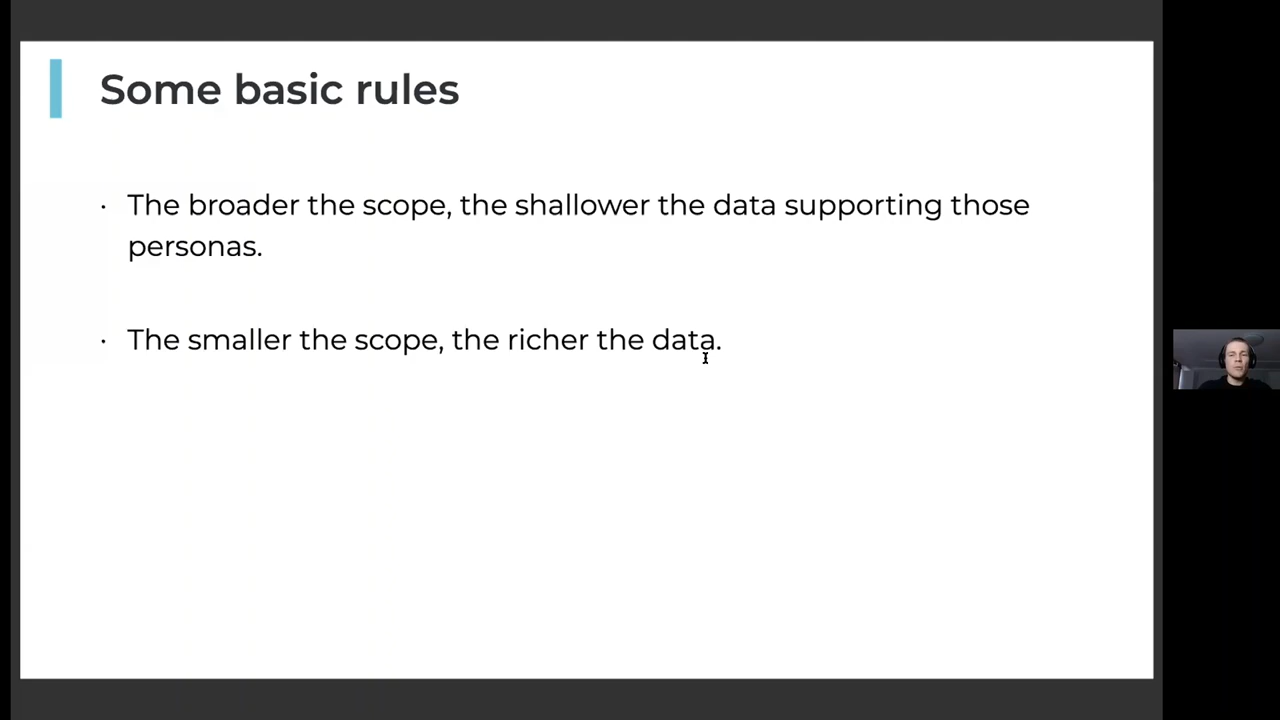 Some basic rules
· The broader the scope, the shallower the data supporting those
personas.
· The smaller the scope, the richer the data.